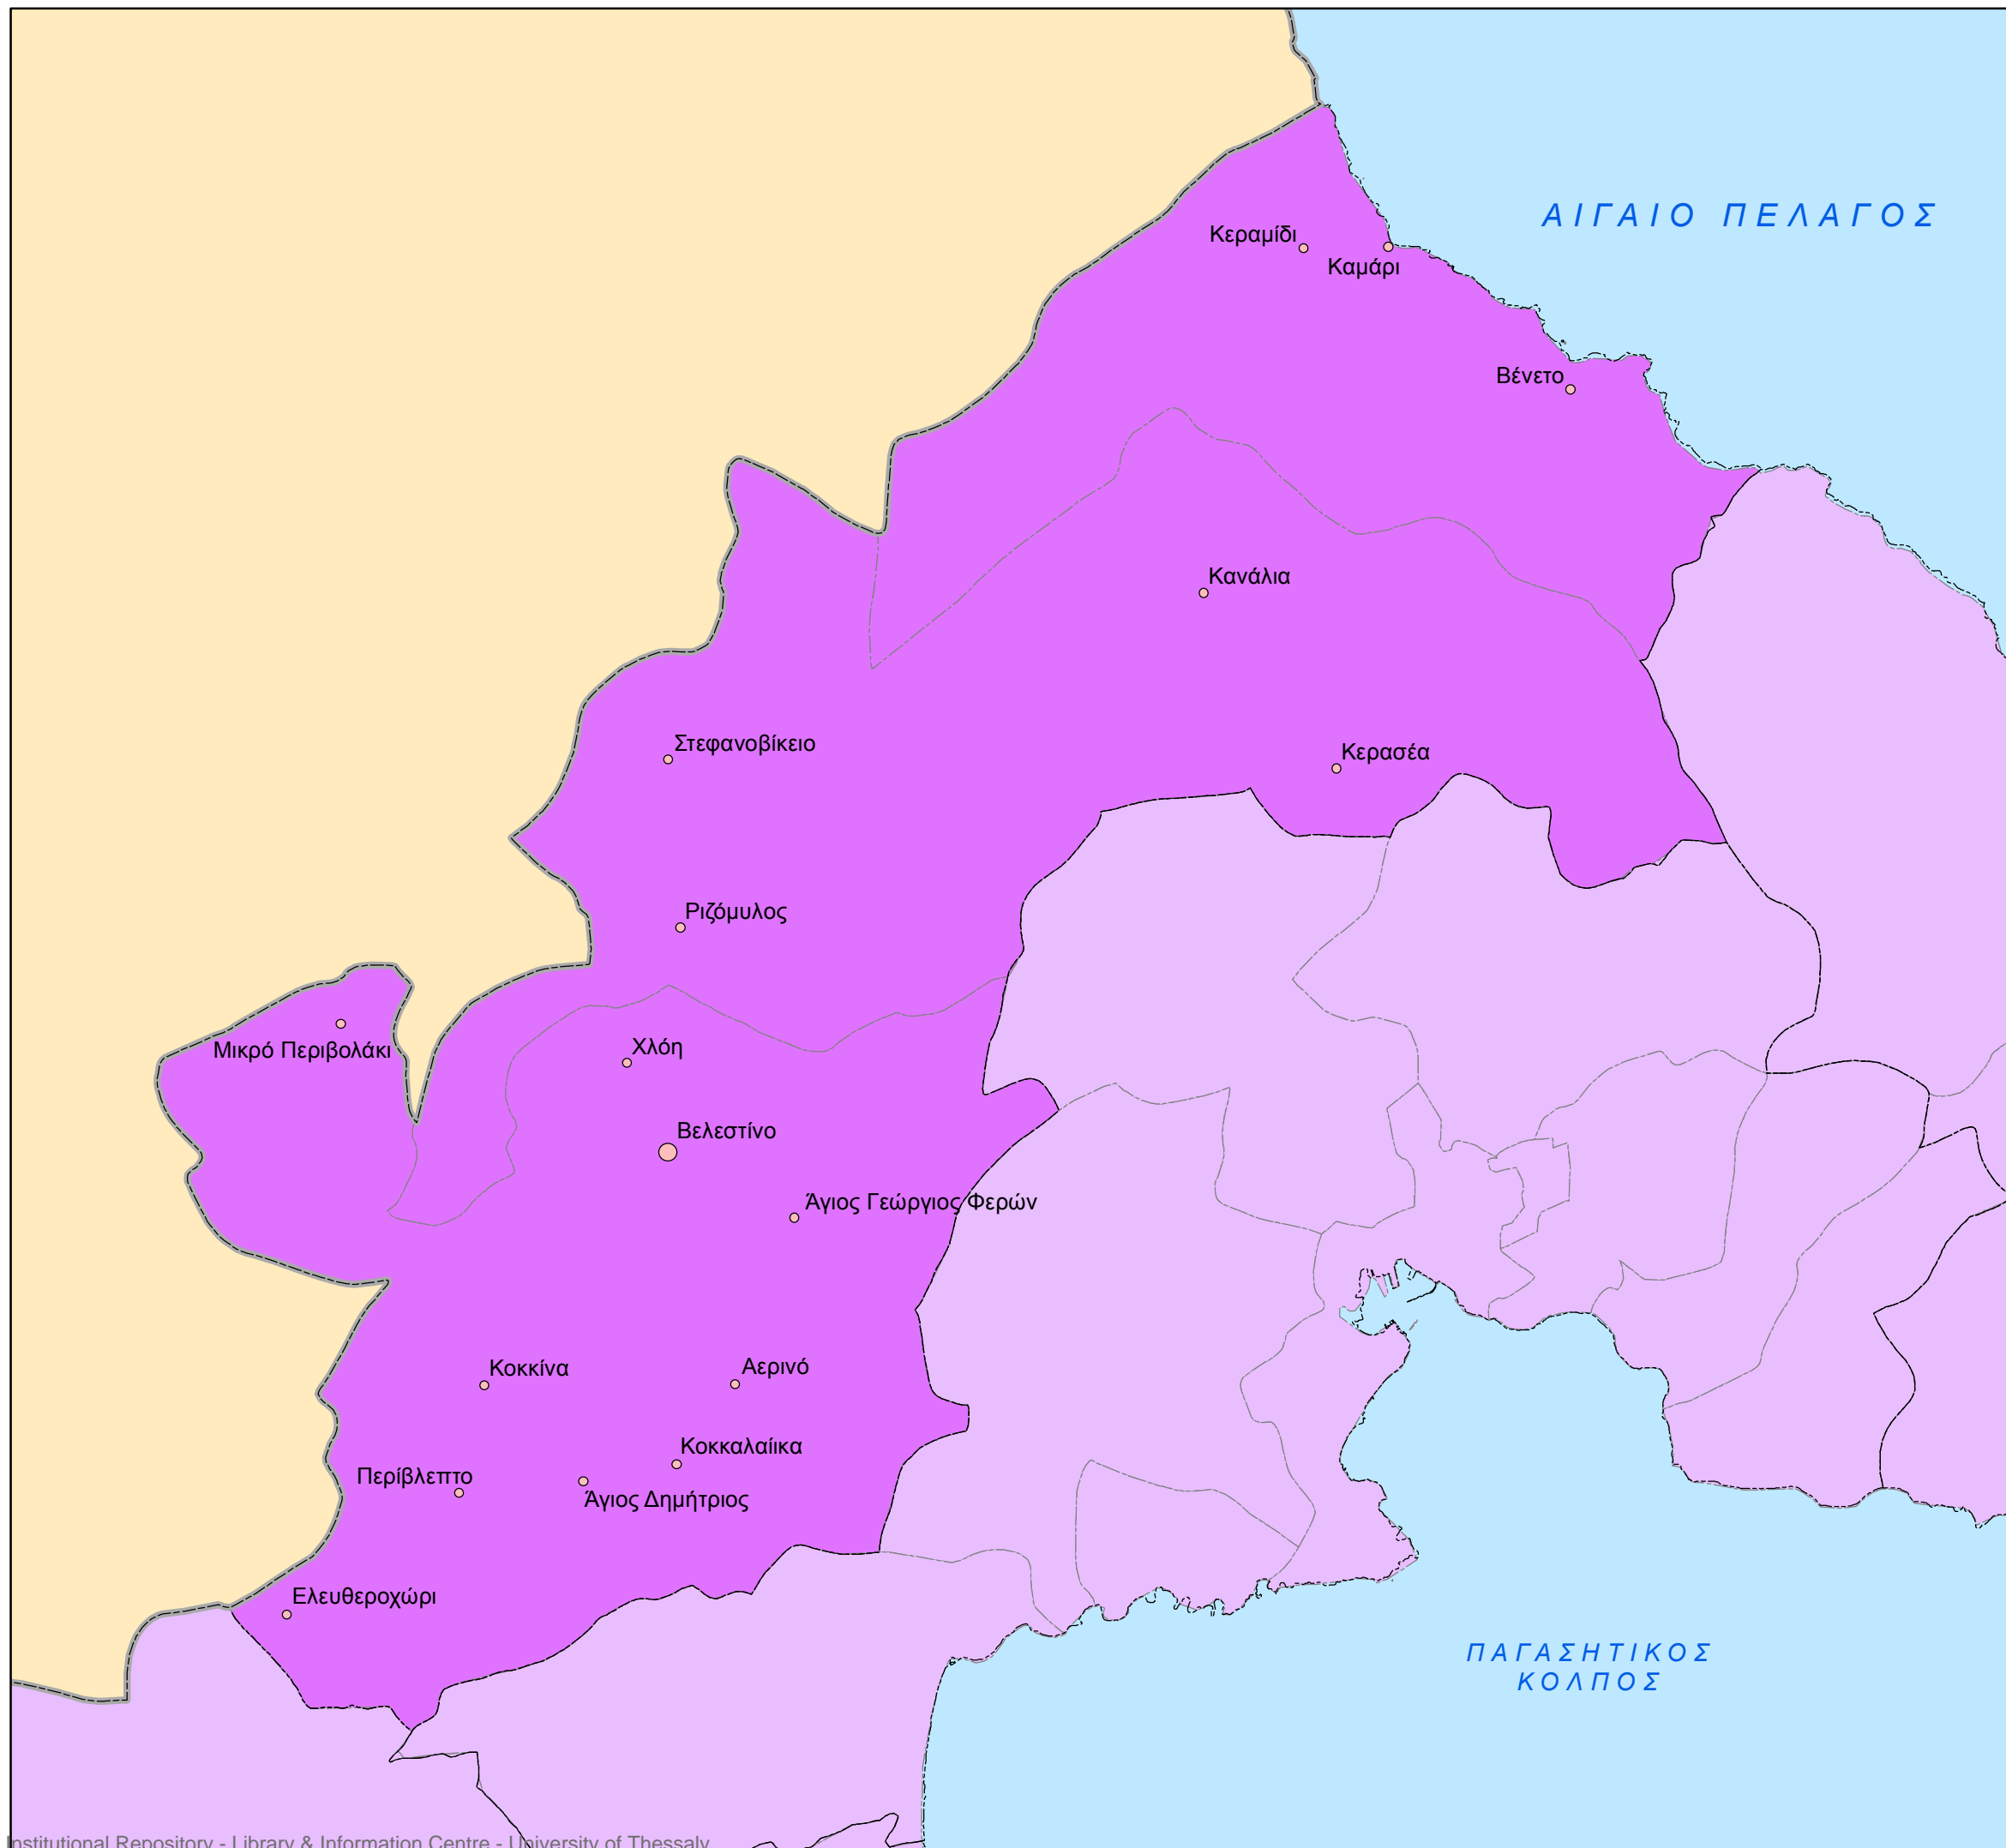 ΑΙΓΑΙΟ ΠΕΛΑΓΟΣ
Κεραμίδι
Καμάρι
Βένετο
Κανάλια
Στεφανοβίκειο
Κερασέα
Ριζόμυλος
Μικρό Περιβολάκι
Χλόη
Βελεστίνο
Άγιος Γεώργιος Φερών
Κοκκίνα
Αερινό
Κοκκαλαίικα
Περίβλεπτο
Άγιος Δημήτριος
Ελευθεροχώρι
ΠΑΓΑΣΗΤΙΚΟΣ
ΚΟΛΠΟΣ
Institutional Repository - Library & Information Centre - University of Thessaly